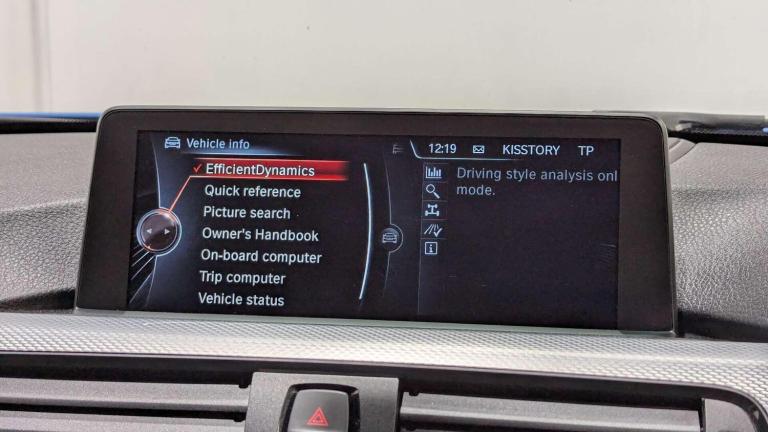 Vehicle info
12:19 KISSTORY TP
EfficientDynamics
Quick reference
Picture search
Owner's Handbook
On-board computer
Trip computer
Vehicle status
Driving style analysis onl
mode.